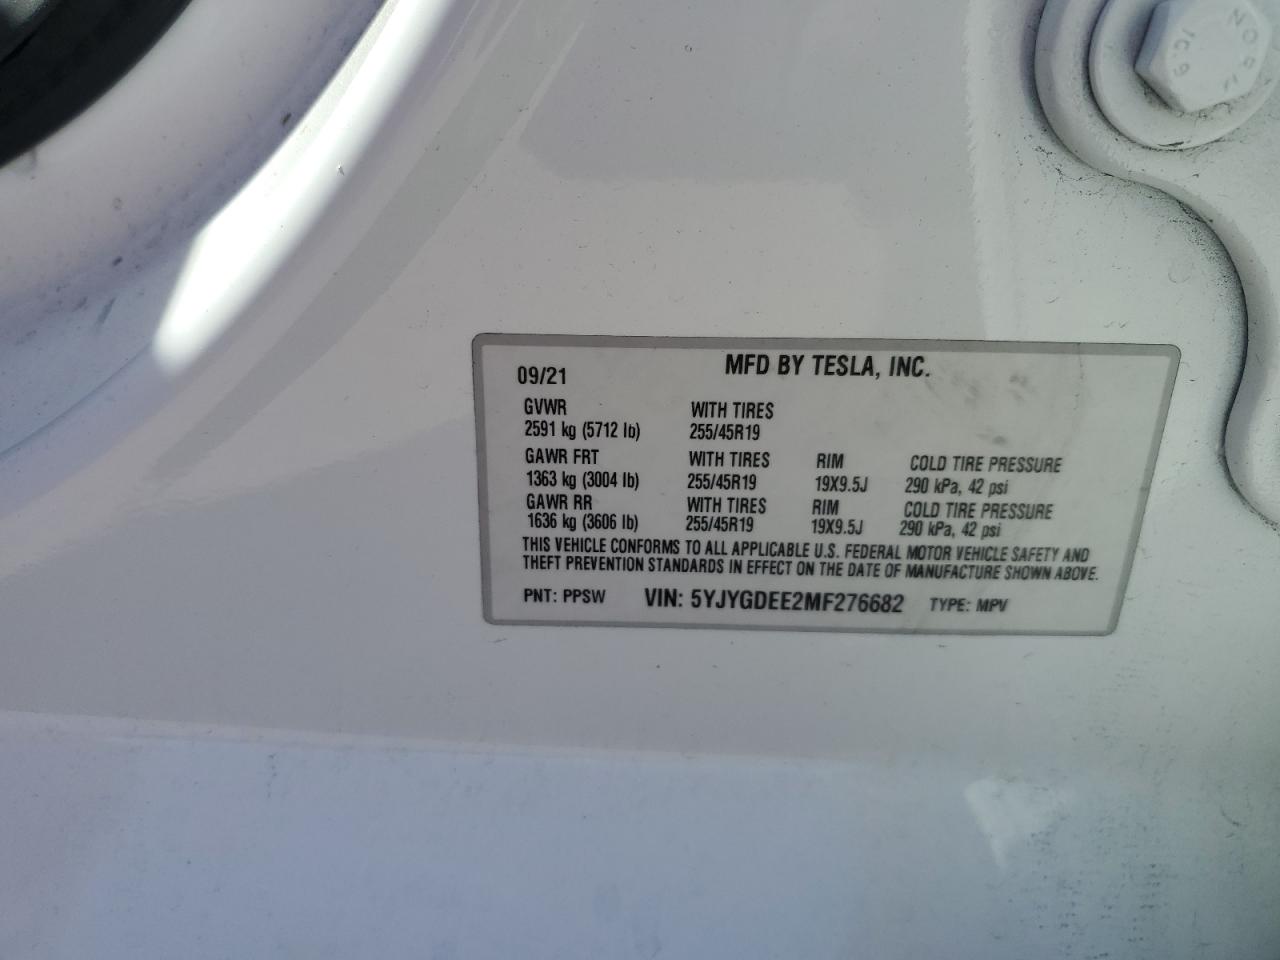 09/21 MFD BY TESLA, INC.
GVWR WITH TIRES
2591 kg (5712 lb) 255/45R19
GAWR FRT WITH TIRES RIM COLD TIRE PRESSURE
1363 kg (3004 lb) 255/45R19 19X9.5J 290 kPa, 42 psi
GAWR RR WITH TIRES RIM COLD TIRE PRESSURE
1636 kg (3606 lb) 255/45R19 19X9.5J 290 kPa, 42 psi
THIS VEHICLE CONFORMS TO ALL APPLICABLE U.S. FEDERAL MOTOR VEHICLE SAFETY AND
THEFT PREVENTION STANDARDS IN EFFECT ON THE DATE OF MANUFACTURE SHOWN ABOVE.
PNT: PPSW VIN: 5YJYGDEE2MF276682 TYPE: MPV